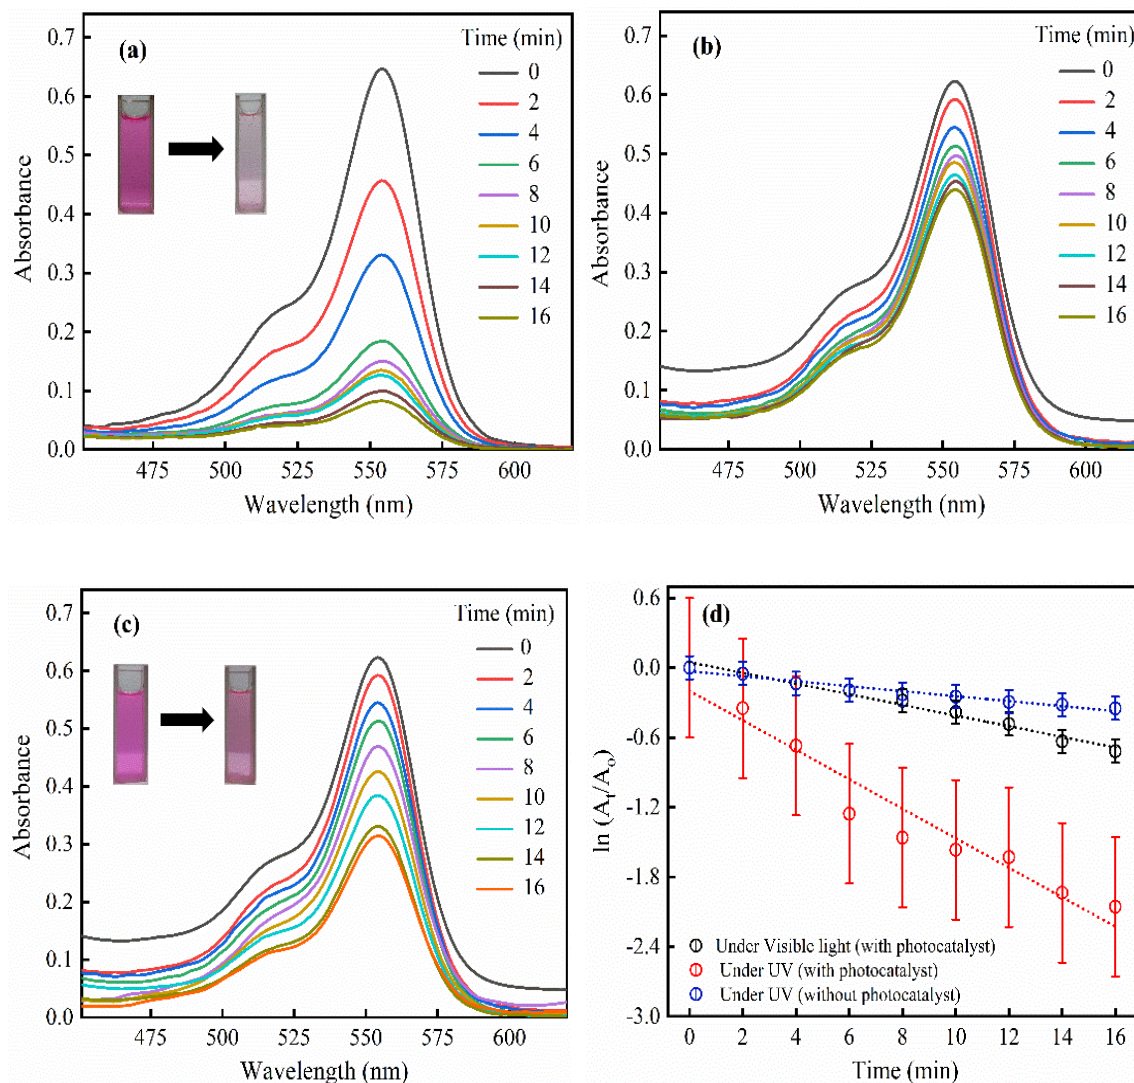 (a)
Time (min)
0
2
4
6
8
10
12
14
16
0.7
0.6
0.5
0.4
0.3
0.2
0.1
0.0
Absorbance
475 500 525 550 575 600
Wavelength (nm)
(b)
Time (min)
0
2
4
6
8
10
12
14
16
0.7
0.6
0.5
0.4
0.3
0.2
0.1
0.0
Absorbance
475 500 525 550 575 600
Wavelength (nm)
(c)
Time (min)
0
2
4
6
8
10
12
14
16
0.7
0.6
0.5
0.4
0.3
0.2
0.1
0.0
Absorbance
475 500 525 550 575 600
Wavelength (nm)
(d)
0.6
0.0
-0.6
-1.2
-1.8
-2.4
-3.0
ln (At/Ao)
Under Visible light (with photocatalyst)
Under UV (with photocatalyst)
Under UV (without photocatalyst)
0 2 4 6 8 10 12 14 16
Time (min)